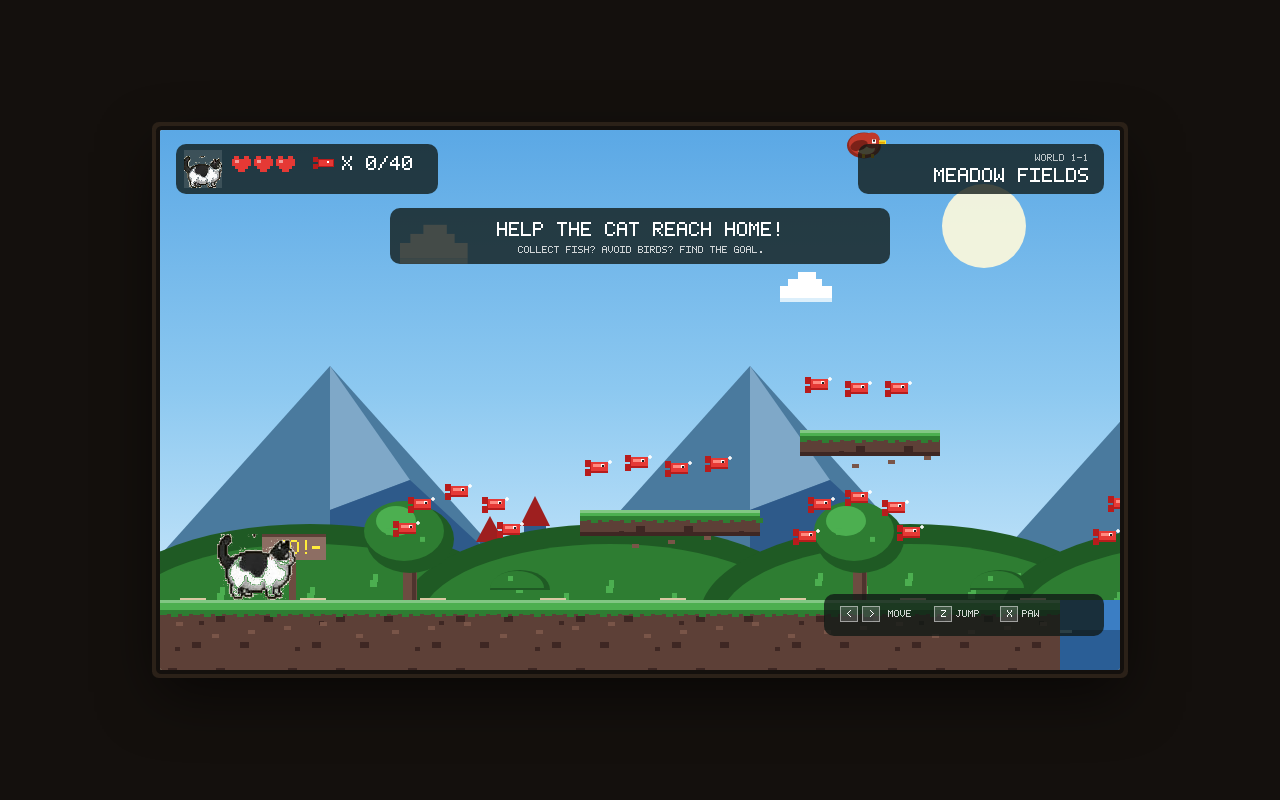 X 0/40
WORLD 1-1
MEADOW FIELDS
HELP THE CAT REACH HOME!
COLLECT FISH? AVOID BIRDS? FIND THE GOAL.
< > MOVE Z JUMP X PAW